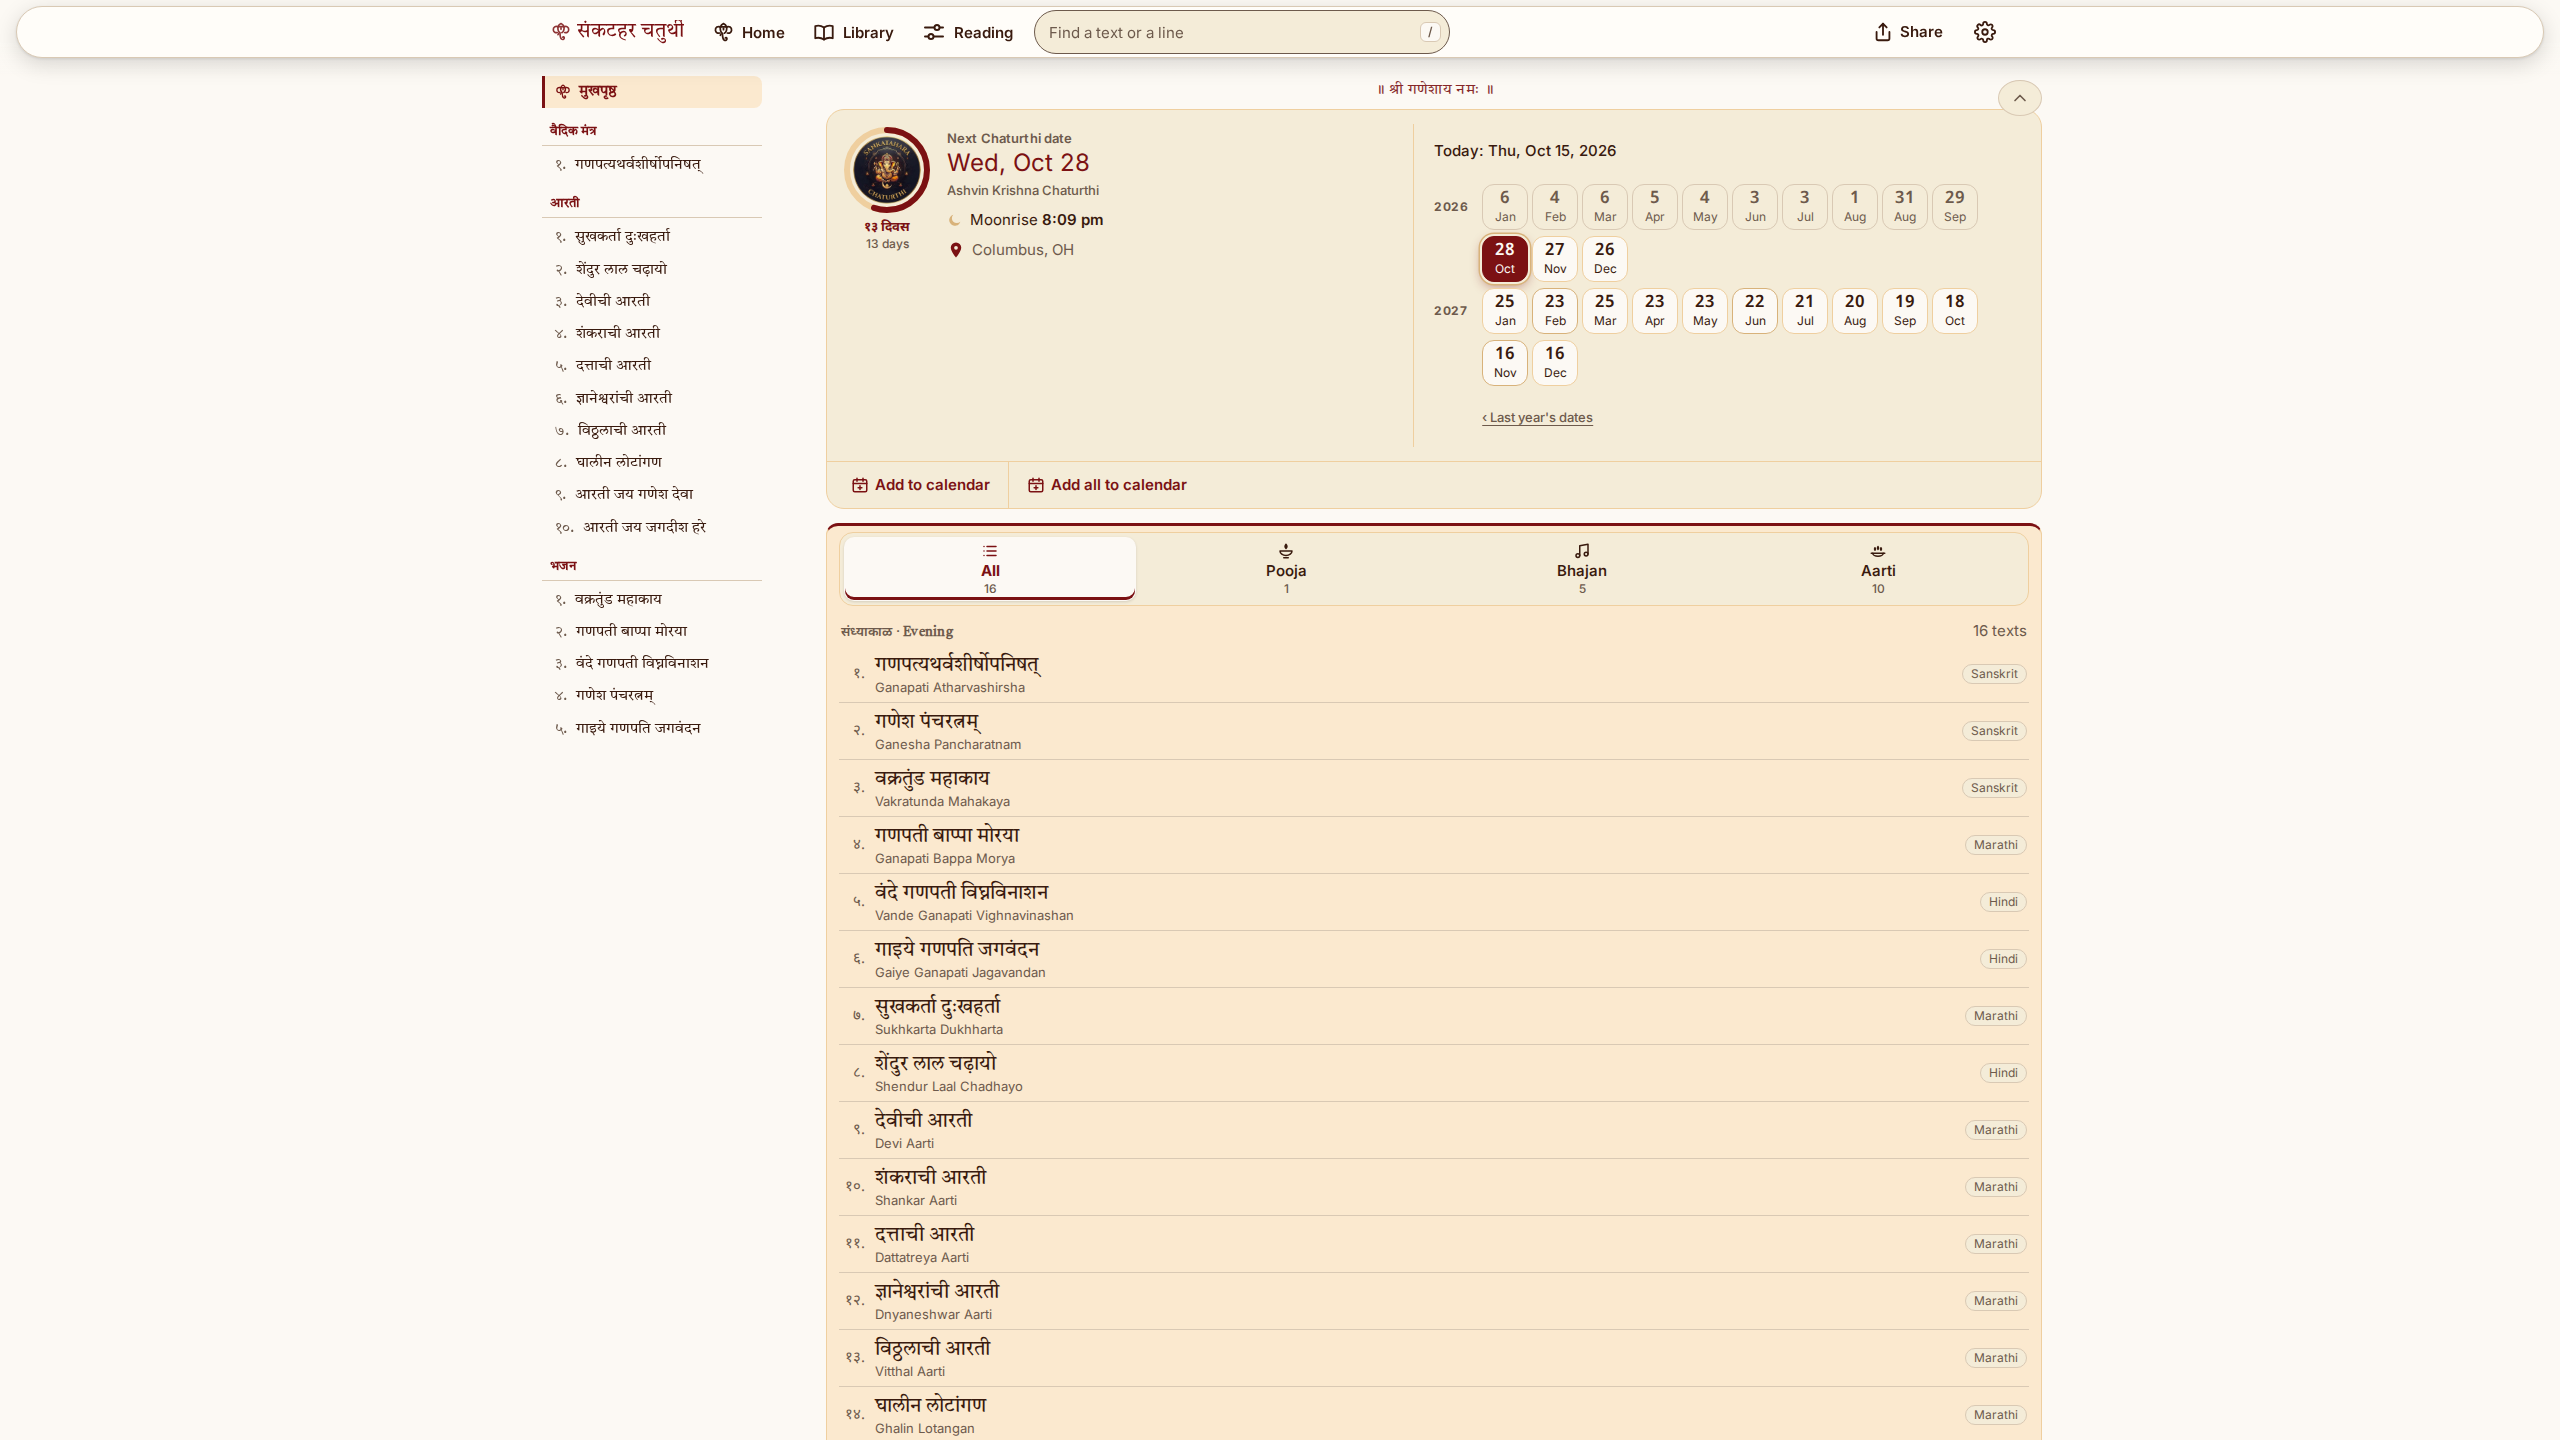 संकटहर चतुर्थी
Home
Library
Reading
Find a text or a line
/
Share
मुखपृष्ठ
वैदिक मंत्र
१. गणपत्यथर्वशीर्षोपनिषत्
आरती
१. सुखकर्ता दुःखहर्ता
२. शेंदुर लाल चढ़ायो
३. देवीची आरती
४. शंकराची आरती
५. दत्ताची आरती
६. ज्ञानेश्वरांची आरती
७. विठ्ठलाची आरती
८. घालीन लोटांगण
९. आरती जय गणेश देवा
१०. आरती जय जगदीश हरे
भजन
१. वक्रतुंड महाकाय
२. गणपती बाप्पा मोरया
३. वंदे गणपती विघ्नविनाशन
४. गणेश पंचरत्नम्
५. गाइये गणपति जगवंदन
॥ श्री गणेशाय नमः ॥
SANKATAHARA
CHATURTHI
१३ दिवस
13 days
Next Chaturthi date
Wed, Oct 28
Ashvin Krishna Chaturthi
Moonrise 8:09 pm
Columbus, OH
Today: Thu, Oct 15, 2026
2026
6 Jan
4 Feb
6 Mar
5 Apr
4 May
3 Jun
3 Jul
1 Aug
31 Aug
29 Sep
28 Oct
27 Nov
26 Dec
2027
25 Jan
23 Feb
25 Mar
23 Apr
23 May
22 Jun
21 Jul
20 Aug
19 Sep
18 Oct
16 Nov
16 Dec
‹ Last year's dates
Add to calendar
Add all to calendar
All
16
Pooja
1
Bhajan
5
Aarti
10
संध्याकाळ · Evening
16 texts
१. गणपत्यथर्वशीर्षोपनिषत्
Ganapati Atharvashirsha
Sanskrit
२. गणेश पंचरत्नम्
Ganesha Pancharatnam
Sanskrit
३. वक्रतुंड महाकाय
Vakratunda Mahakaya
Sanskrit
४. गणपती बाप्पा मोरया
Ganapati Bappa Morya
Marathi
५. वंदे गणपती विघ्नविनाशन
Vande Ganapati Vighnavinashan
Hindi
६. गाइये गणपति जगवंदन
Gaiye Ganapati Jagavandan
Hindi
७. सुखकर्ता दुःखहर्ता
Sukhkarta Dukhharta
Marathi
८. शेंदुर लाल चढ़ायो
Shendur Laal Chadhayo
Hindi
९. देवीची आरती
Devi Aarti
Marathi
१०. शंकराची आरती
Shankar Aarti
Marathi
११. दत्ताची आरती
Dattatreya Aarti
Marathi
१२. ज्ञानेश्वरांची आरती
Dnyaneshwar Aarti
Marathi
१३. विठ्ठलाची आरती
Vitthal Aarti
Marathi
१४. घालीन लोटांगण
Ghalin Lotangan
Marathi